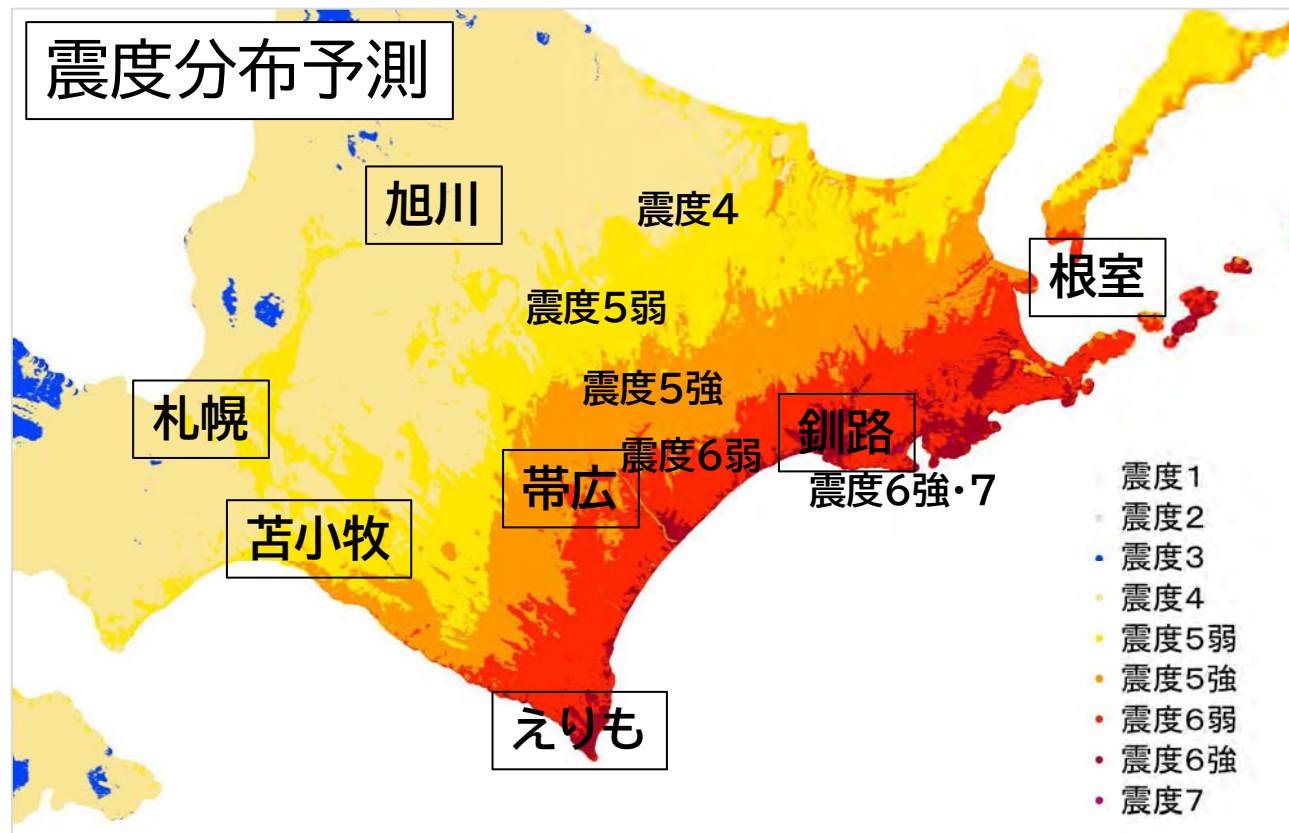 震度分布予測
旭川
震度4
根室
震度5弱
震度5強
札幌
釧路
震度6弱
帯広
震度6強・7
苫小牧
えりも
震度1
震度2
震度3
震度4
震度5弱
震度5強
震度6弱
震度6強
震度7